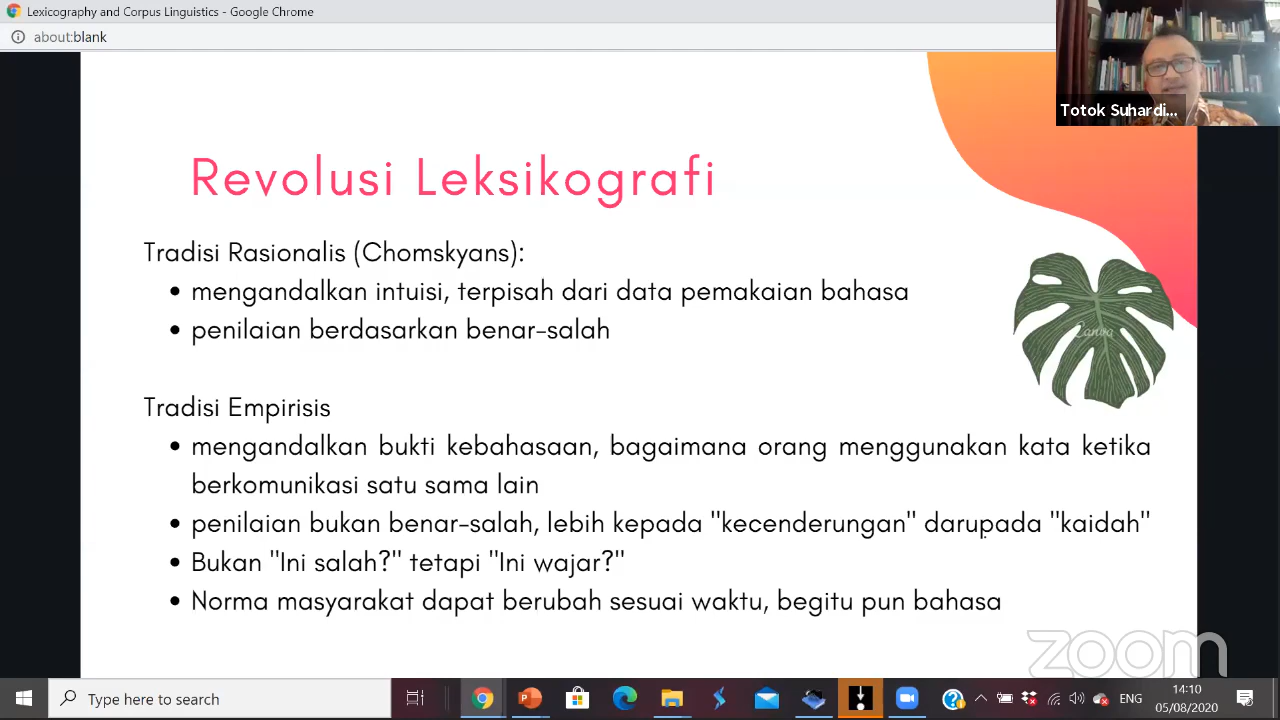 Lexicography and Corpus Linguistics - Google Chrome
about:blank
Totok Suhardi...
Revolusi Leksikografi
Tradisi Rasionalis (Chomskyans):
• mengandalkan intuisi, terpisah dari data pemakaian bahasa
• penilaian berdasarkan benar-salah
Canva
Tradisi Empirisis
• mengandalkan bukti kebahasaan, bagaimana orang menggunakan kata ketika
berkomunikasi satu sama lain
• penilaian bukan benar-salah, lebih kepada "kecenderungan" darupada "kaidah"
• Bukan "Ini salah?" tetapi "Ini wajar?"
• Norma masyarakat dapat berubah sesuai waktu, begitu pun bahasa
zoom
Type here to search
ENG
14:10
05/08/2020